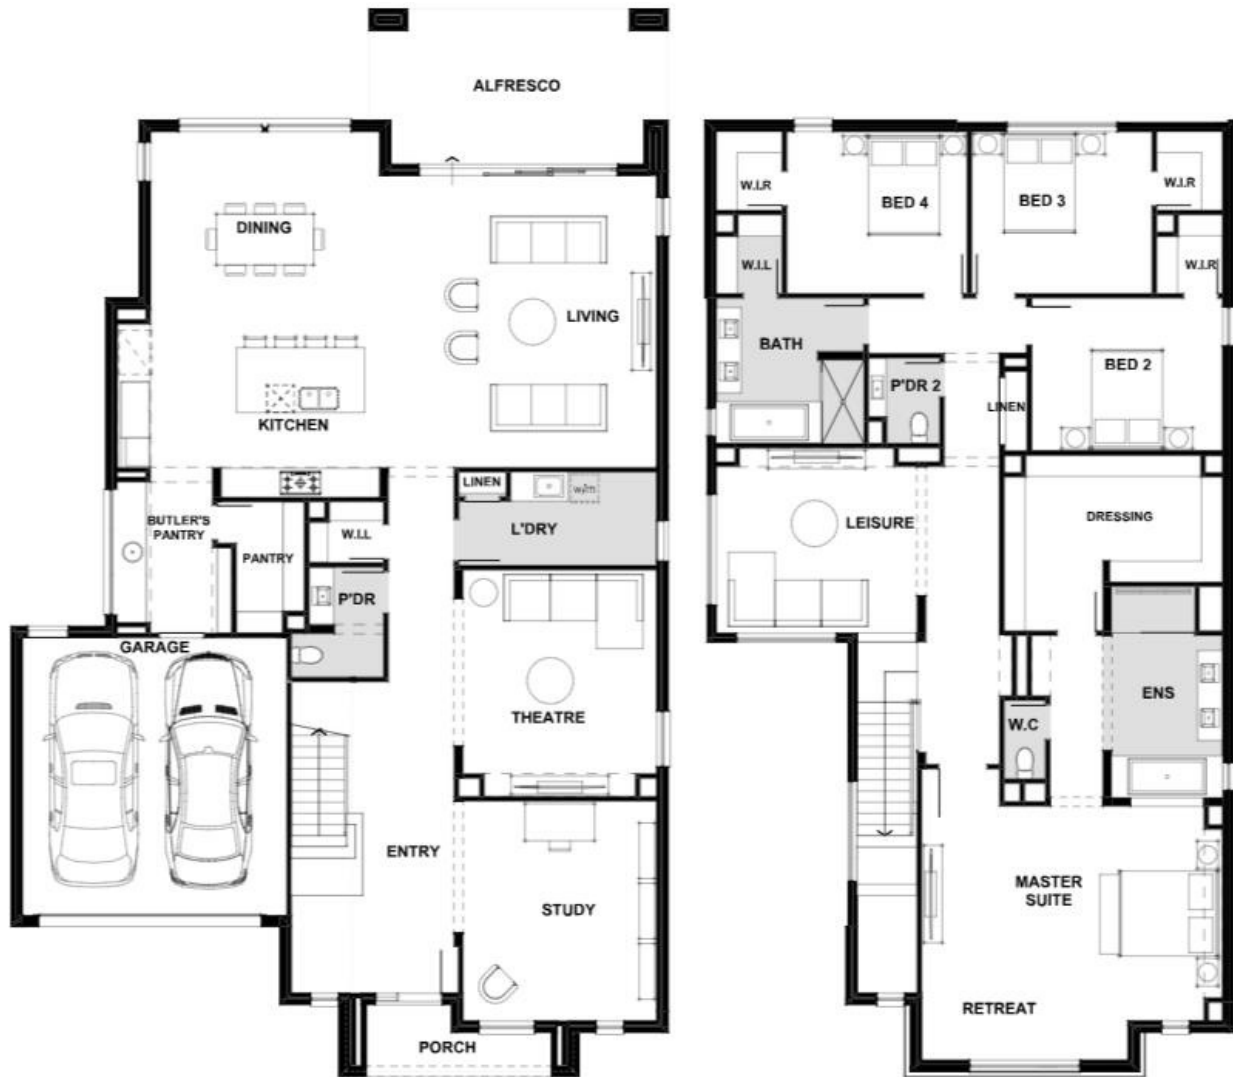 ALFRESCO
DINING
LIVING
KITCHEN
BUTLER'S
PANTRY
PANTRY
W.I.L
LINEN
w/m
L'DRY
P'DR
GARAGE
THEATRE
ENTRY
STUDY
PORCH
W.I.R
BED 4
BED 3
W.I.R
W.I.L
W.I.R
BATH
P'DR 2
BED 2
LINEN
LEISURE
DRESSING
ENS
W.C
MASTER
SUITE
RETREAT